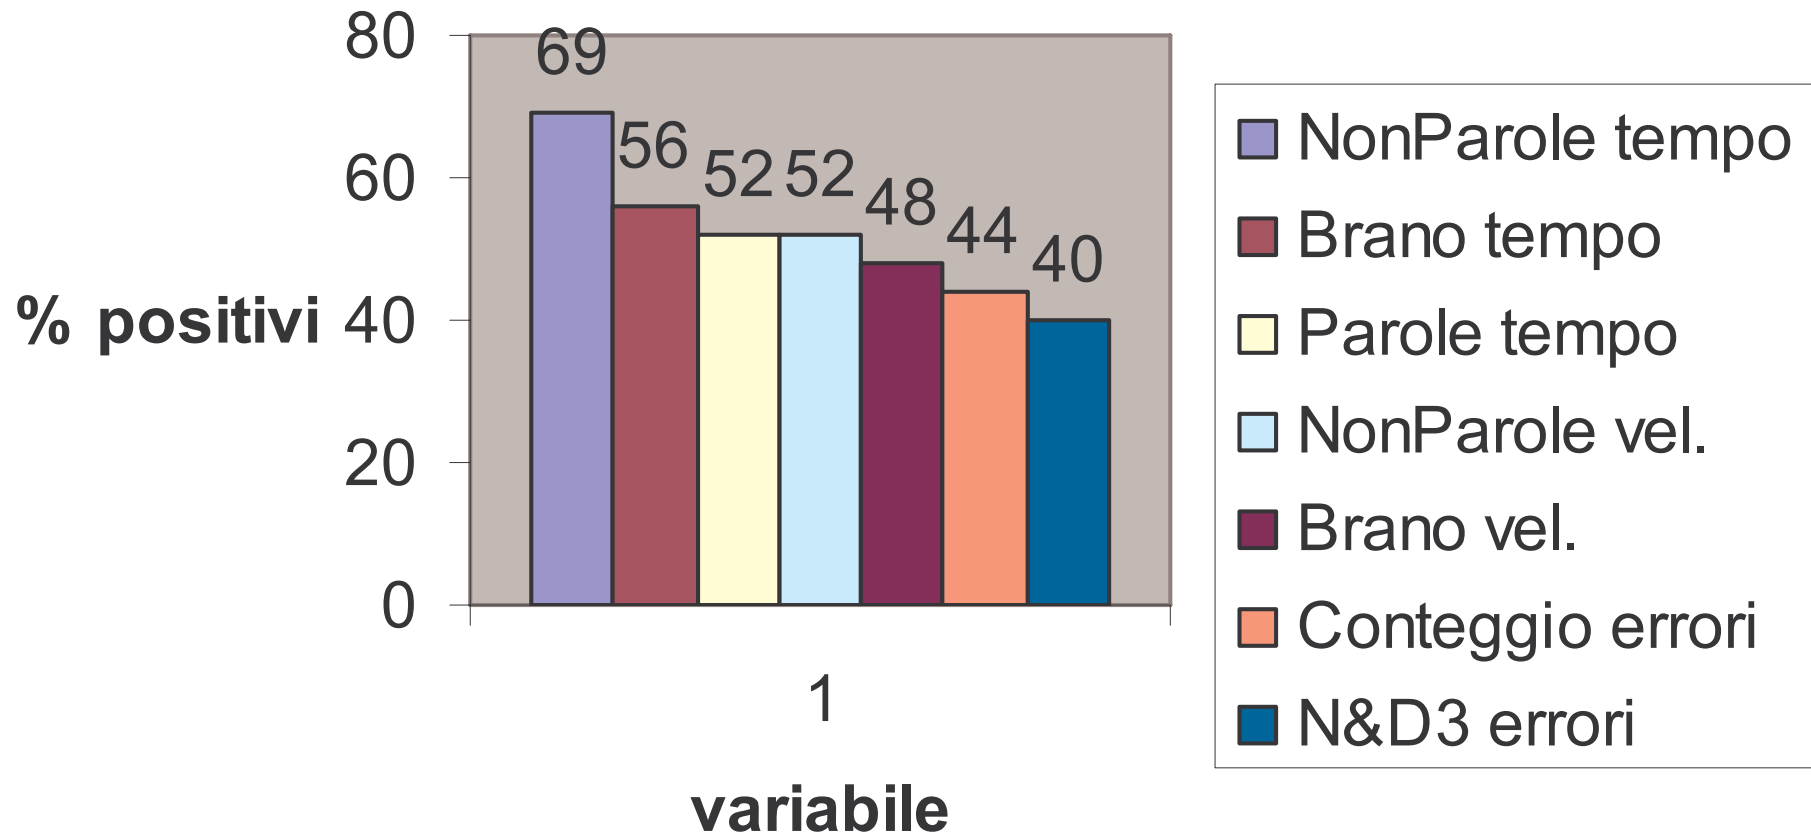 80
60
40
20
0
% positivi
69
56
52
52
48
44
40
1
variabile
NonParole tempo
Brano tempo
Parole tempo
NonParole vel.
Brano vel.
Conteggio errori
N&D3 errori